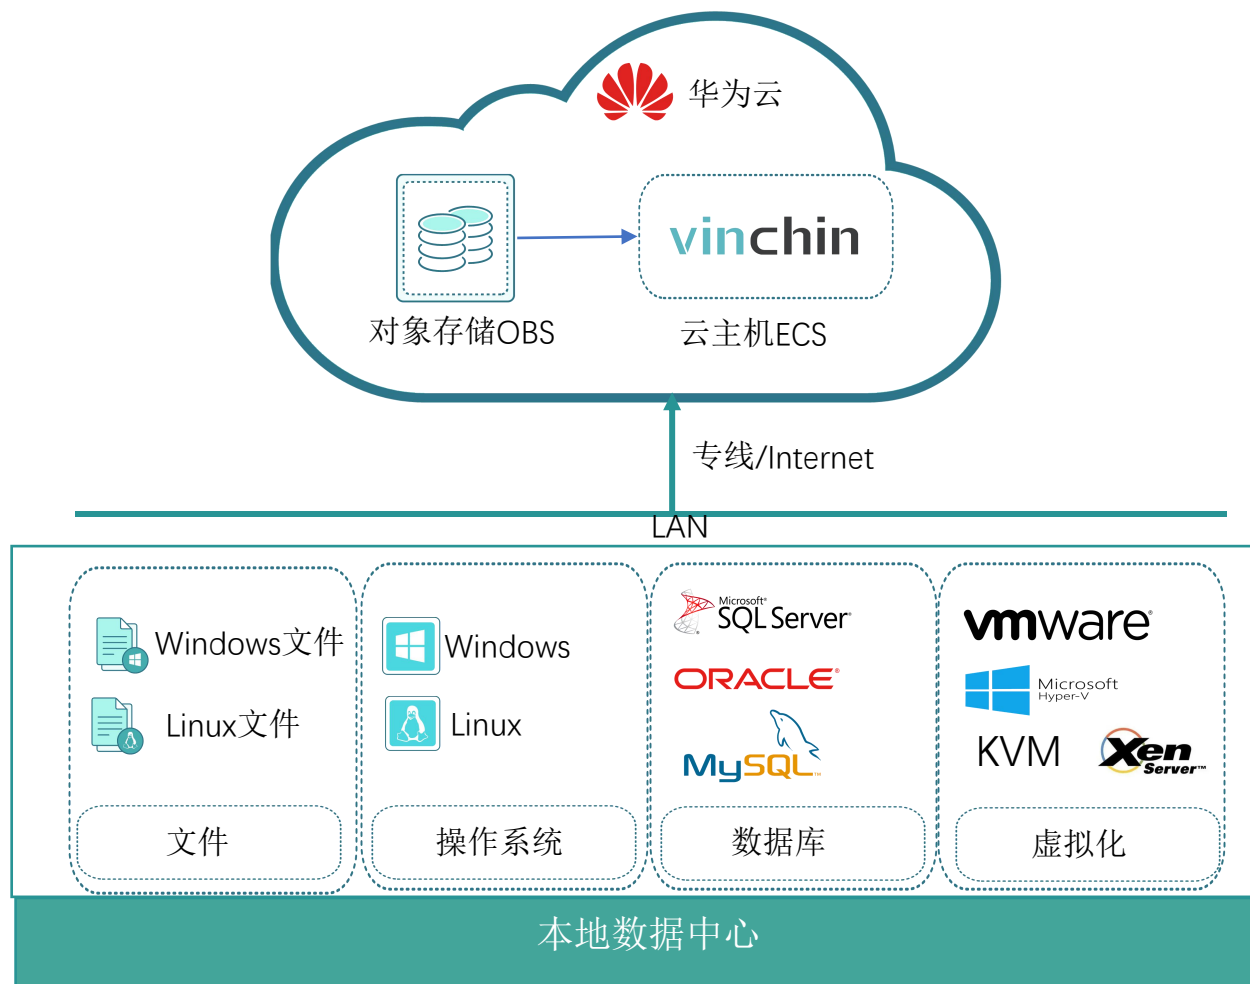 华为云
vinchin
对象存储OBS
云主机ECS
专线/Internet
LAN
Windows文件
Linux文件
文件
Windows
Linux
操作系统
Microsoft®
SQL Server®
ORACLE®
MySQL™
数据库
vmware®
Microsoft
Hyper-V
KVM
Xen
Server™
虚拟化
本地数据中心